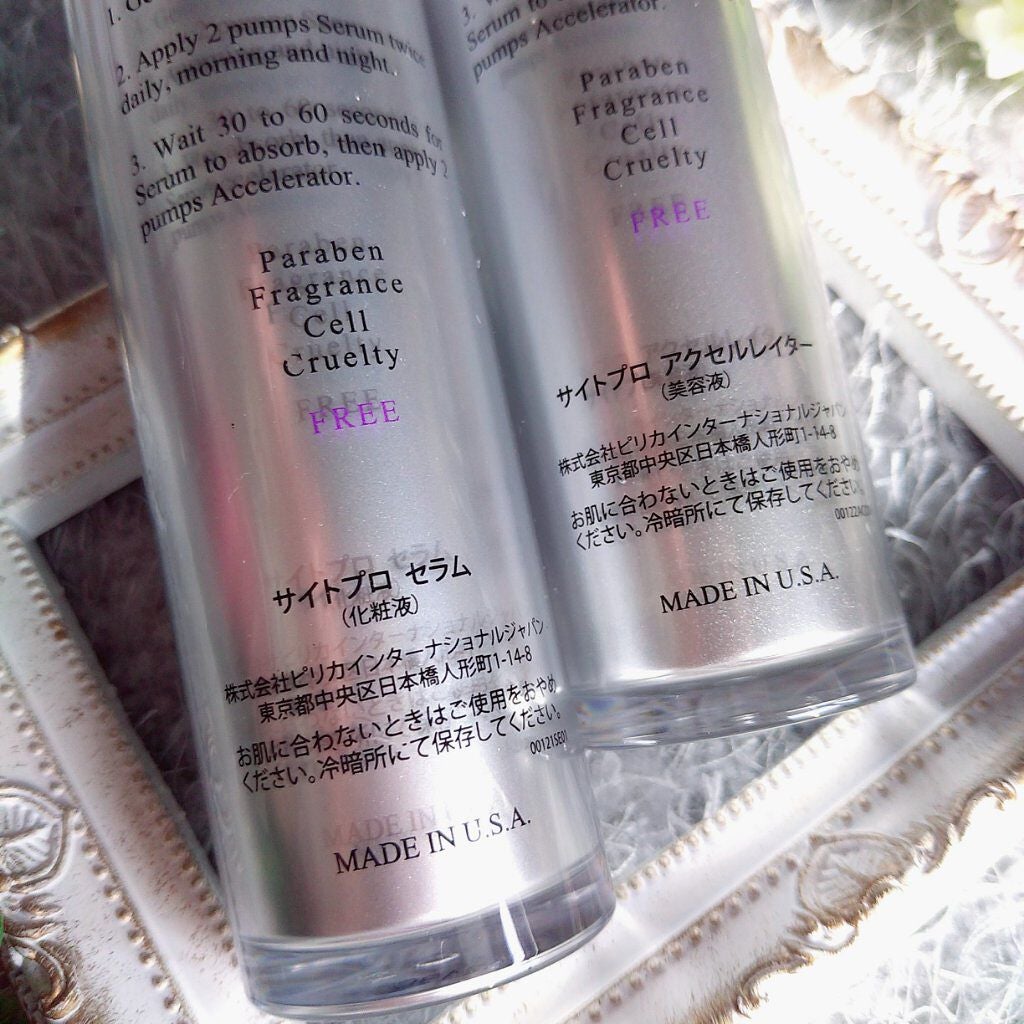 1. 
2. Apply 2 pumps Serum twice
daily, morning and night.
3. Wait 30 to 60 seconds for
Serum to absorb, then apply 2
pumps Accelerator.
Paraben
Fragrance
Cell
Cruelty
FREE
サイトプロ セラム
(化粧液)
株式会社ピリカインターナショナルジャパン
東京都中央区日本橋人形町1-14-8
お肌に合わないときはご使用をおやめ
ください。冷暗所にて保存してください。
MADE IN U.S.A.
3.
Serum to
pumps Accelerator.
Paraben
Fragrance
Cell
Cruelty
FREE
サイトプロ アクセルレイター
(美容液)
株式会社ピリカインターナショナルジャパン
東京都中央区日本橋人形町1-14-8
お肌に合わないときはご使用をおやめ
ください。冷暗所にて保存してください。
MADE IN U.S.A.